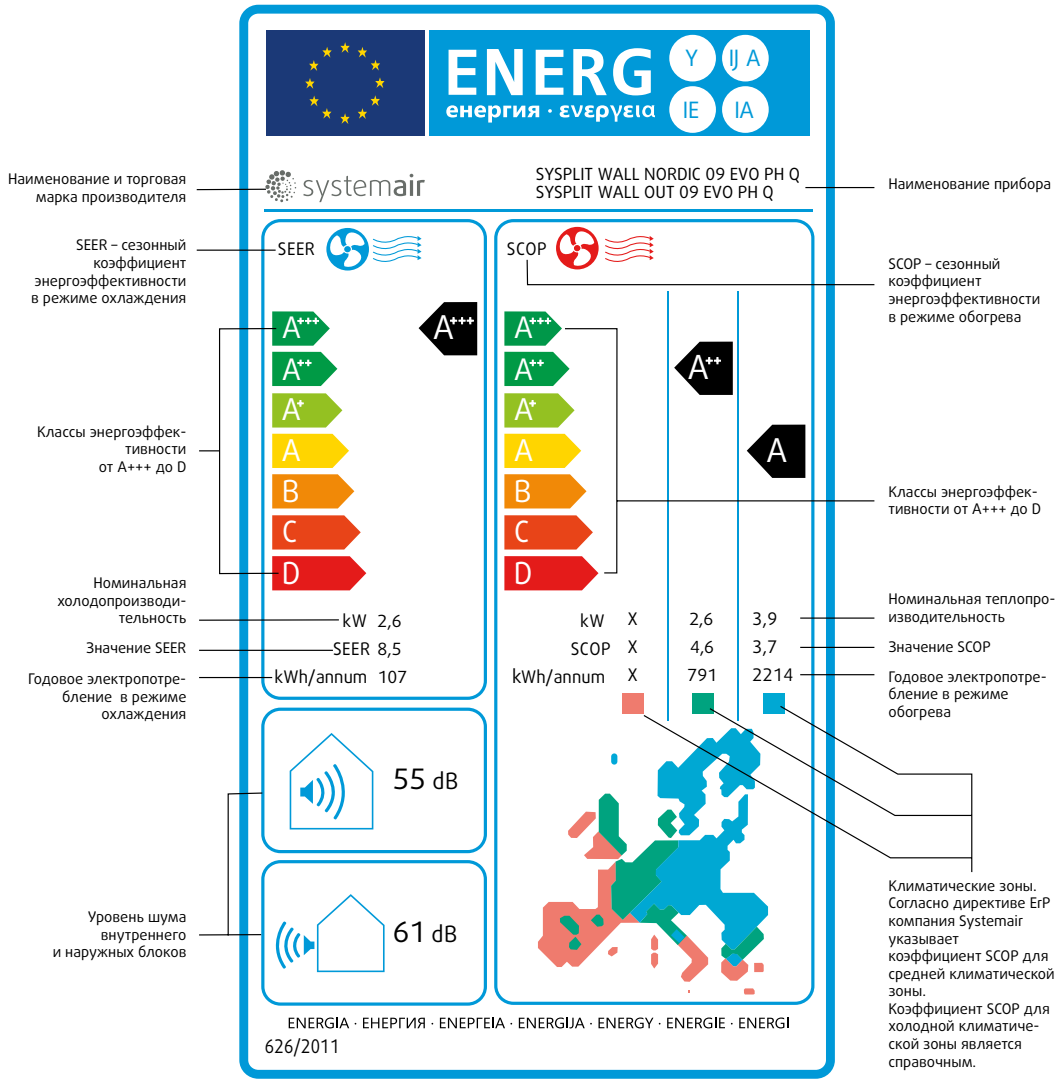 ENERG
енергия · ενεργεια
Y
IJ A
IE
IA
Наименование и торговая
марка производителя
systemair
SYSPLIT WALL NORDIC 09 EVO PH Q
SYSPLIT WALL OUT 09 EVO PH Q
Наименование прибора
SEER – сезонный
коэффициент
энергоэффективности
в режиме охлаждения
SEER
SCOP
SCOP – сезонный
коэффициент
энергоэффективности
в режиме обогрева
A+++
A++
A+
A
B
C
D
A+++
A+++
A++
A+
A
B
C
D
A++
A
Классы энергоэффек-
тивности
от A+++ до D
Классы энергоэффек-
тивности от A+++ до D
Номинальная
холодопроизводи-
тельность
kW 2,6
Значение SEER
SEER 8,5
Годовое электропотре-
бление в режиме
охлаждения
kWh/annum 107
kW X 2,6 3,9
SCOP X 4,6 3,7
kWh/annum X 791 2214
Номинальная теплопро-
изводительность
Значение SCOP
Годовое электропотре-
бление в режиме
обогрева
55 dB
61 dB
Уровень шума
внутреннего
и наружных блоков
Климатические зоны.
Согласно директиве ErP
компания Systemair
указывает
коэффициент SCOP для
средней климатической
зоны.
Коэффициент SCOP для
холодной климатиче-
ской зоны является
справочным.
ENERGIA · ЕНЕРГИЯ · ΕΝΕΡΓΕΙΑ · ENERGIJA · ENERGY · ENERGIE · ENERGI
626/2011